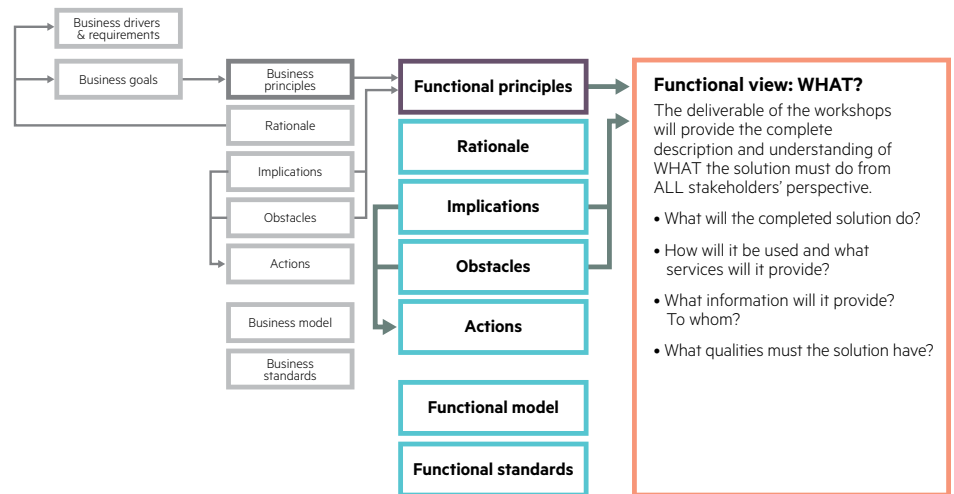 Business drivers
& requirements
Business goals
Business
principles
Rationale
Implications
Obstacles
Actions
Business model
Business
standards
Functional principles
Rationale
Implications
Obstacles
Actions
Functional model
Functional standards
Functional view: WHAT?
The deliverable of the workshops
will provide the complete
description and understanding of
WHAT the solution must do from
ALL stakeholders’ perspective.
• What will the completed solution do?
• How will it be used and what
services will it provide?
• What information will it provide?
To whom?
• What qualities must the solution have?